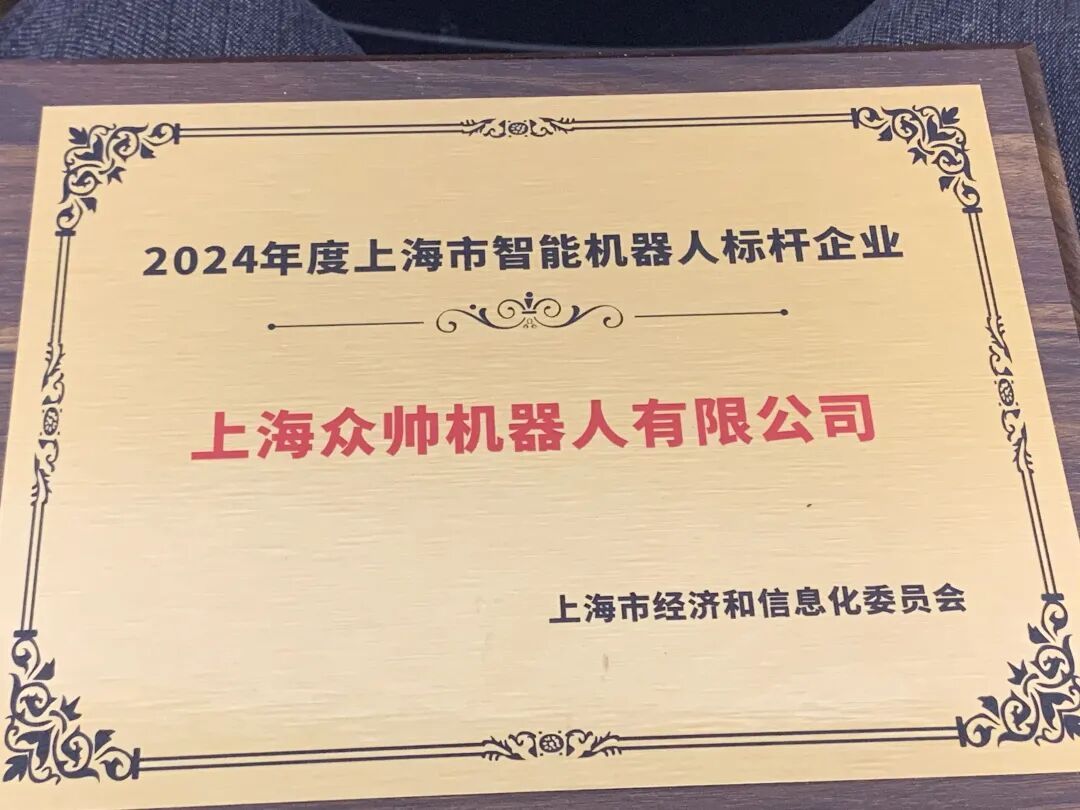 2024年度上海市智能机器人标杆企业
上海众帅机器人有限公司
上海市经济和信息化委员会